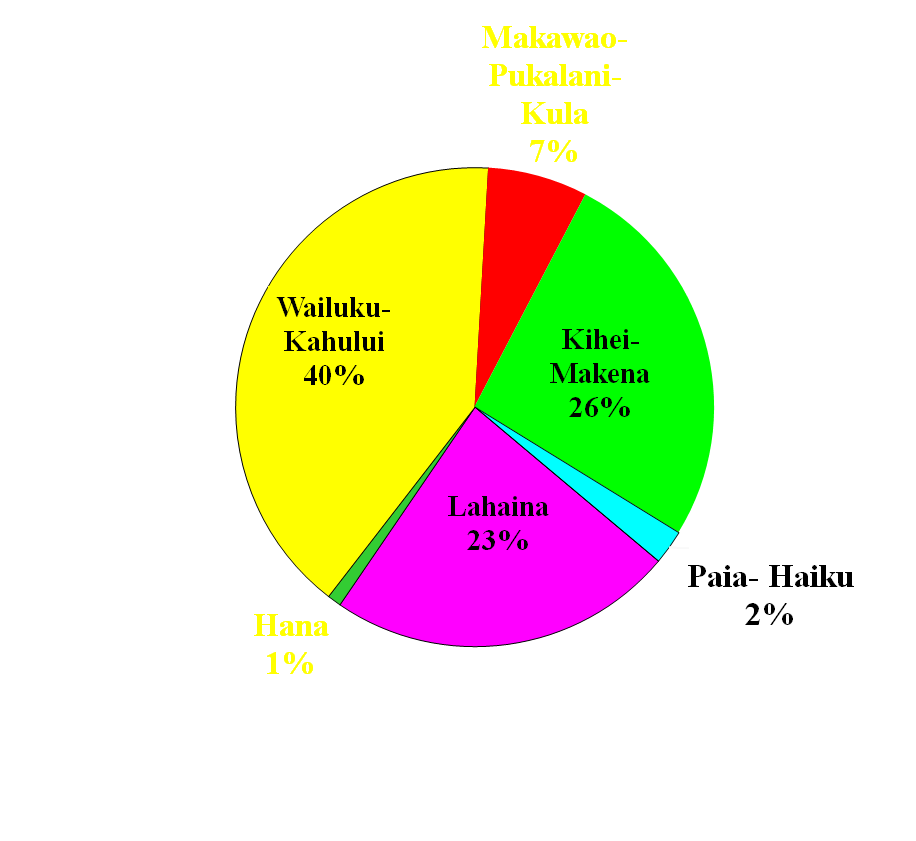 Makawao-
Pukalani-
Kula
7%
Wailuku-
Kahului
40%
Kihei-
Makena
26%
Lahaina
23%
Paia- Haiku
2%
Hana
1%